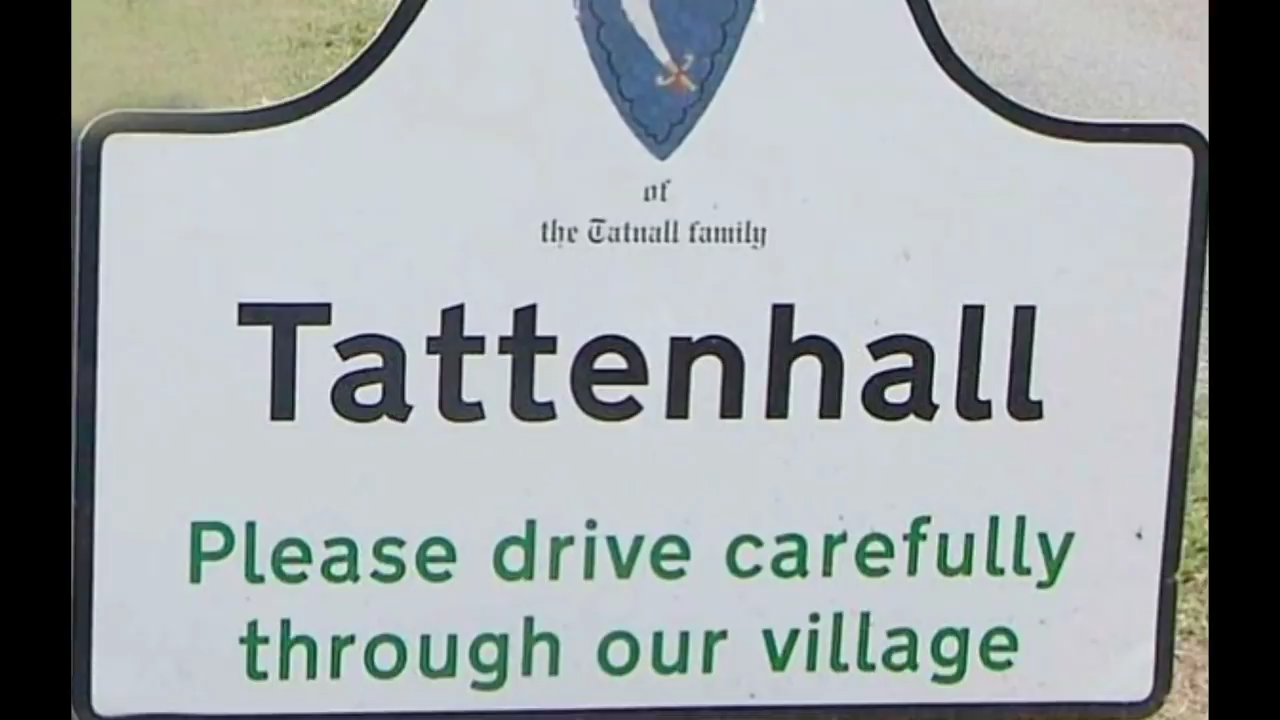 of
the Tatnall family
Tattenhall
Please drive carefully
through our village